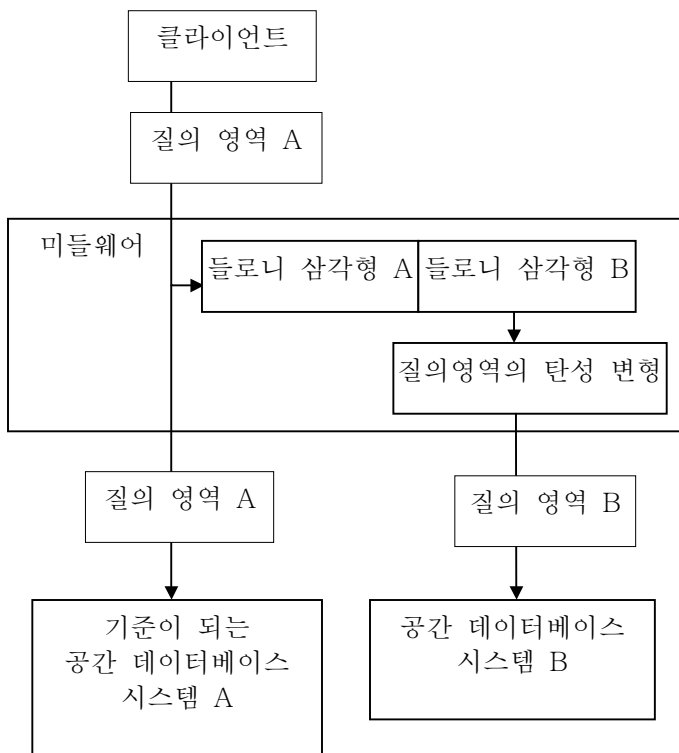 클라이언트
질의 영역 A
미들웨어
들로니 삼각형 A
들로니 삼각형 B
질의영역의 탄성 변형
질의 영역 A
질의 영역 B
기준이 되는
공간 데이터베이스
시스템 A
공간 데이터베이스
시스템 B